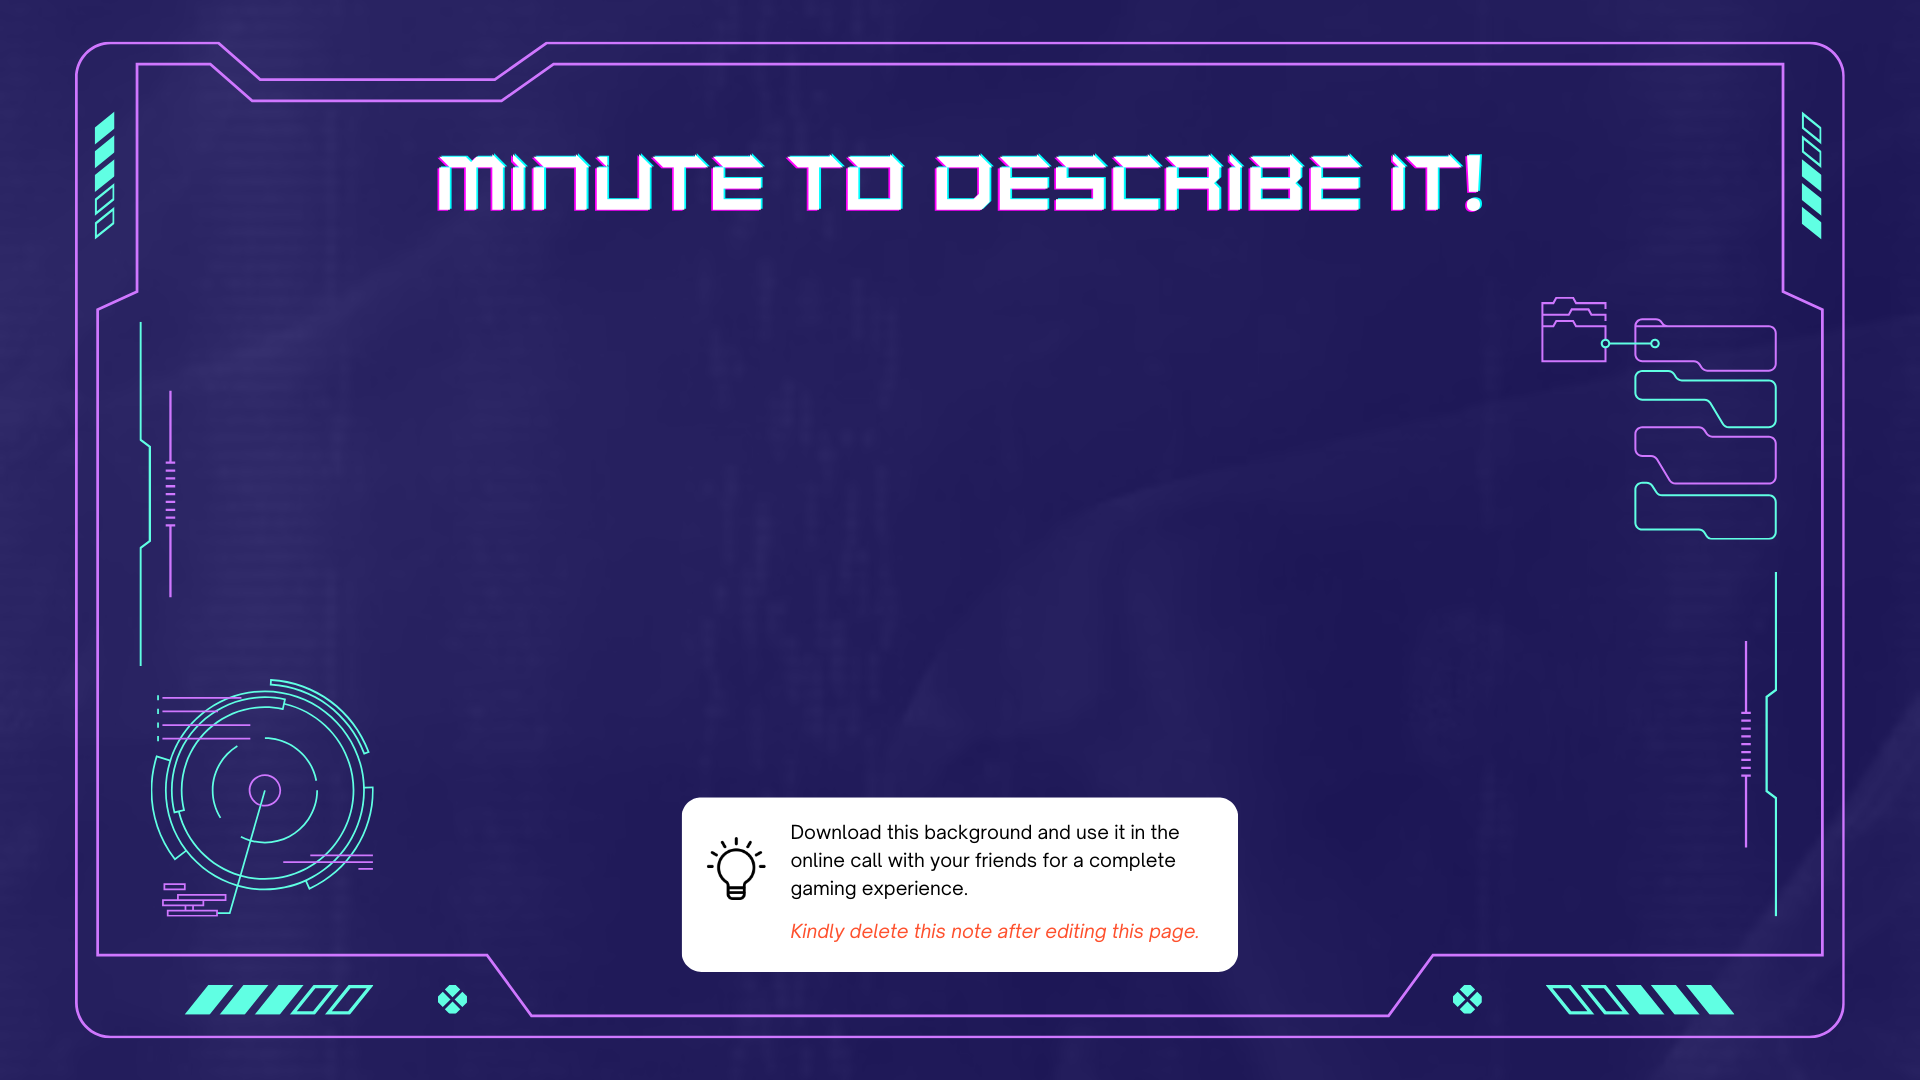 MINUTE TO DESCRIBE IT!
Download this background and use it in the
online call with your friends for a complete
gaming experience.
Kindly delete this note after editing this page.